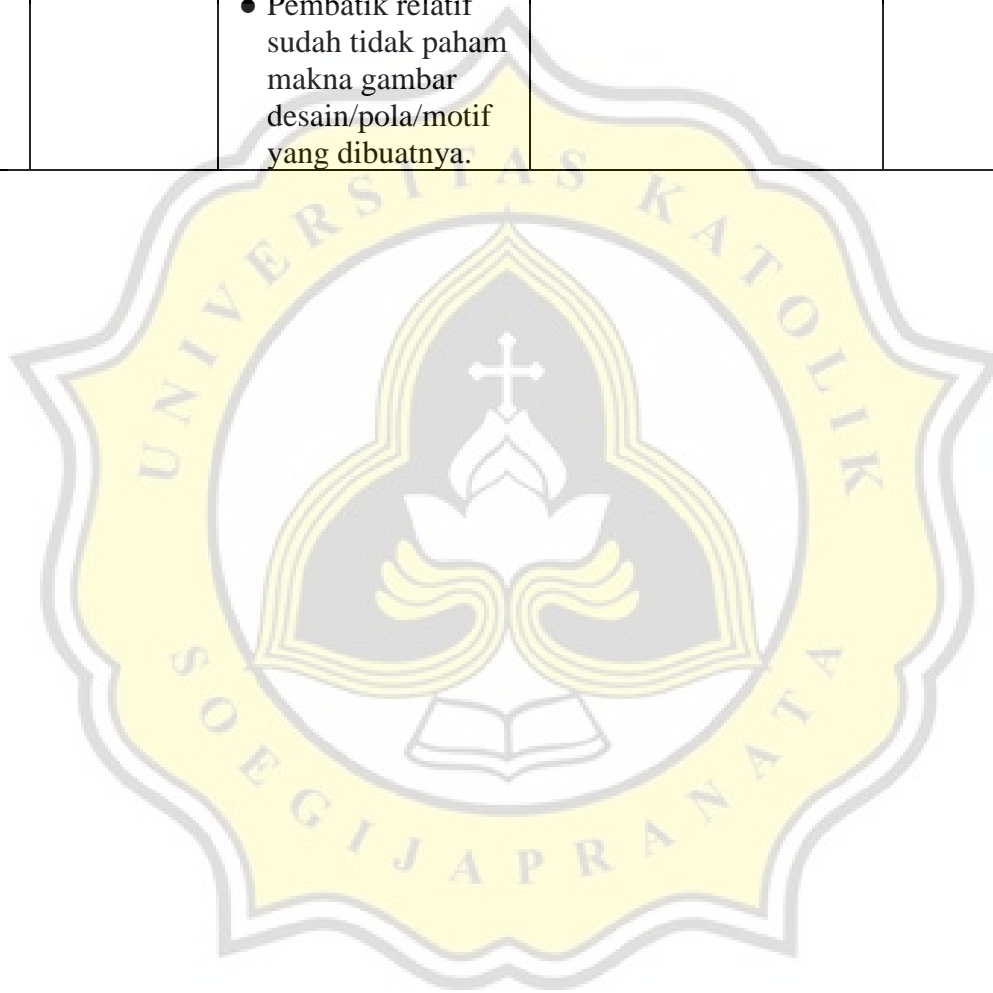 ● Pembatik relatif
sudah tidak paham
makna gambar
desain/pola/motif
yang dibuatnya.
UNIVERSITAS KATOLIK
SOEGIJAPRANATA